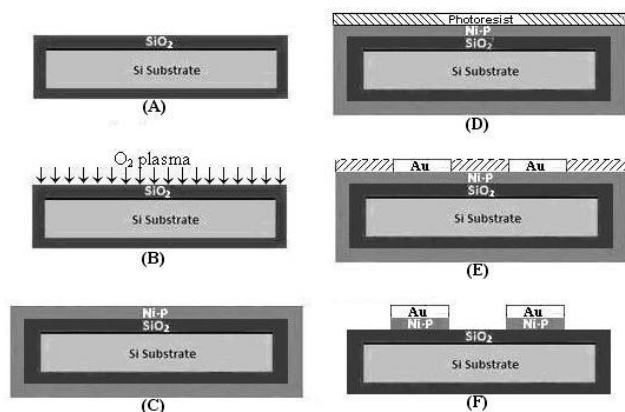 SiO2
Si Substrate
(A)
O2 plasma
SiO2
Si Substrate
(B)
Ni-P
SiO2
Si Substrate
(C)
Photoresist
Ni-P
SiO2
Si Substrate
(D)
Au Au
Ni-P
SiO2
Si Substrate
(E)
Au Au
Ni-P Ni-P
SiO2
Si Substrate
(F)